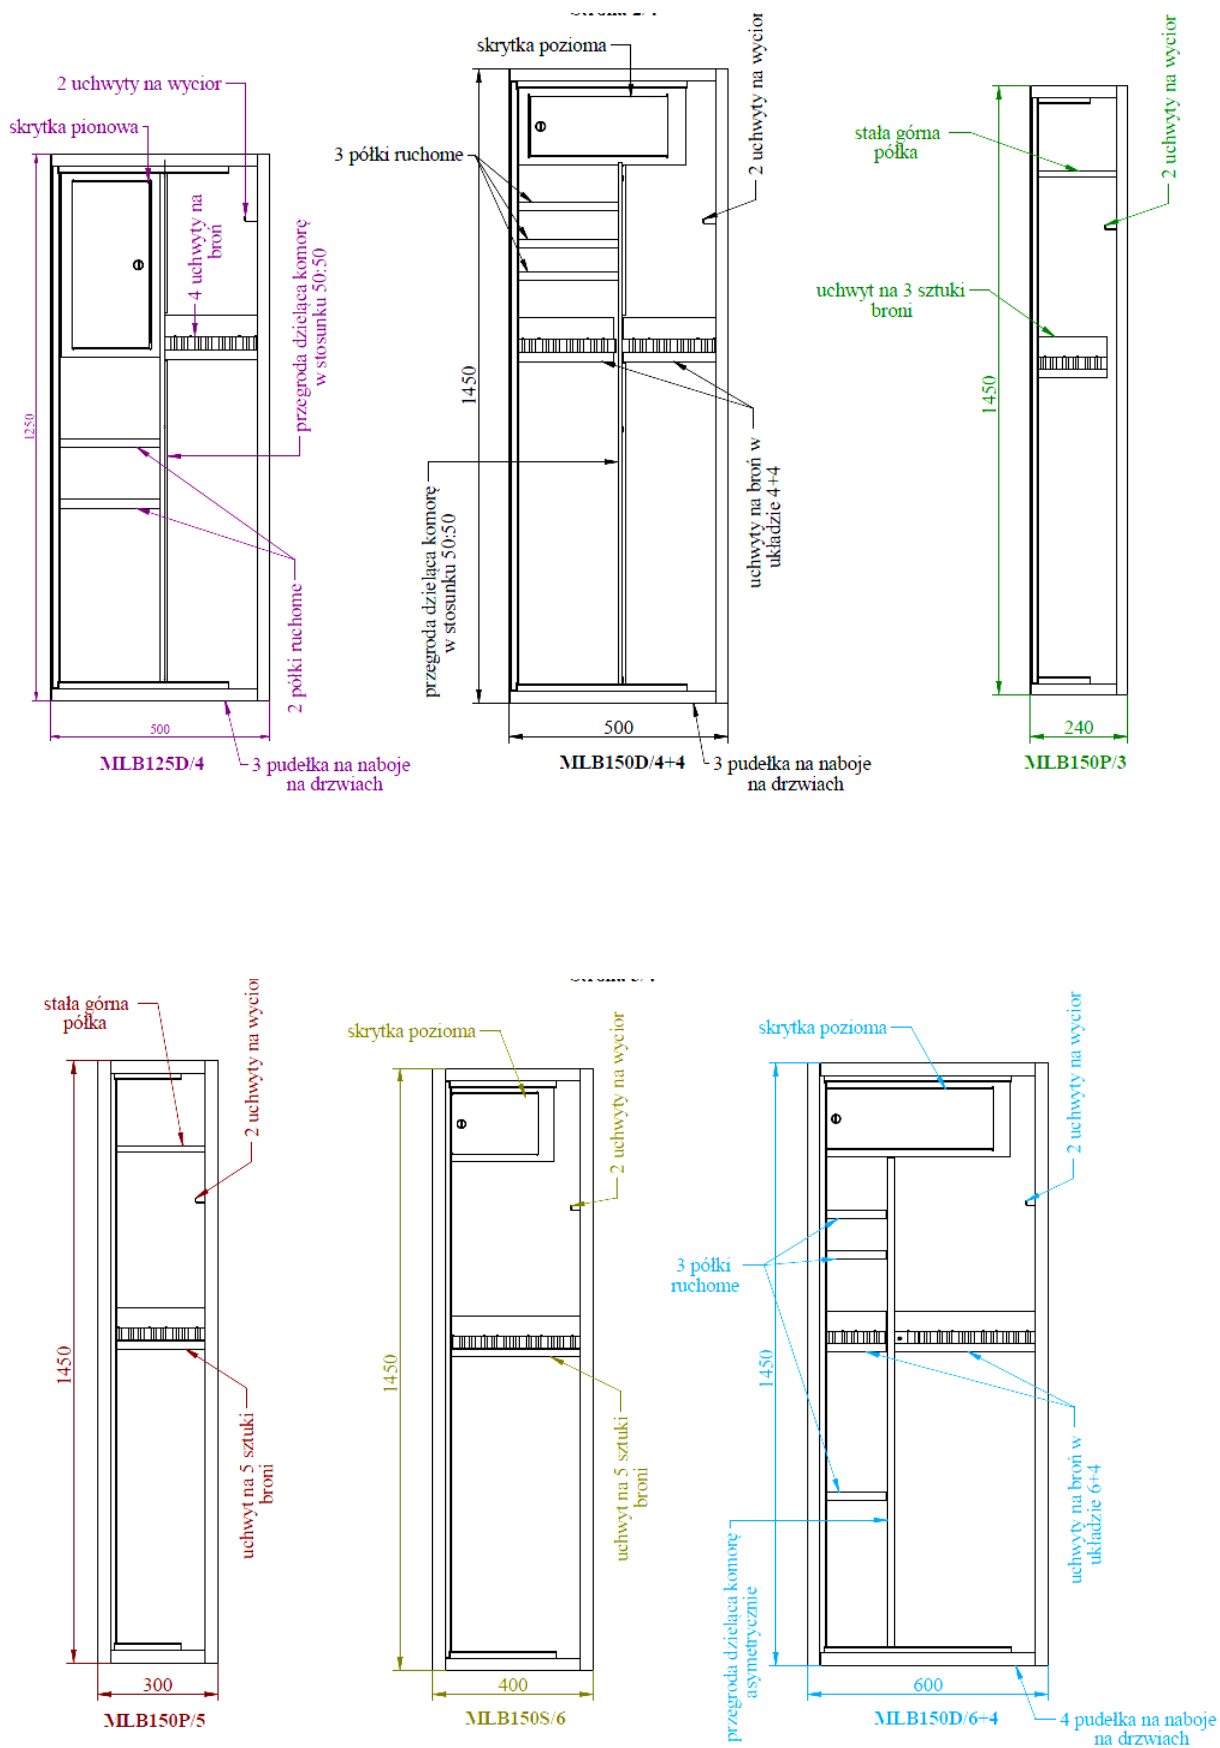 skrytka pozioma
2 uchwyty na wycior
skrytka pionowa
4 uchwyty na
broń
przegroda dzieląca komorę
w stosunku 50:50
1250
2 półki ruchome
500
MLB125D/4
3 pudełka na naboje
na drzwiach
3 półki ruchome
2 uchwyty na wycior
1450
uchwyty na broń w
układzie 4+4
przegroda dzieląca komorę
w stosunku 50:50
500
MLB150D/4+4
3 pudełka na naboje
na drzwiach
2 uchwyty na wycior
stała górna
półka
uchwyt na 3 sztuki
broni
1450
240
MLB150P/3
stała górna
półka
2 uchwyty na wycior
1450
uchwyt na 5 sztuki
broni
300
MLB150P/5
skrytka pozioma
2 uchwyty na wycior
1450
uchwyt na 5 sztuki
broni
400
MLB150S/6
skrytka pozioma
2 uchwyty na wycior
3 półki
ruchome
1450
uchwyty na broń w
układzie 6+4
przegroda dzieląca komorę
asymetrycznie
600
MLB150D/6+4
4 pudełka na naboje
na drzwiach